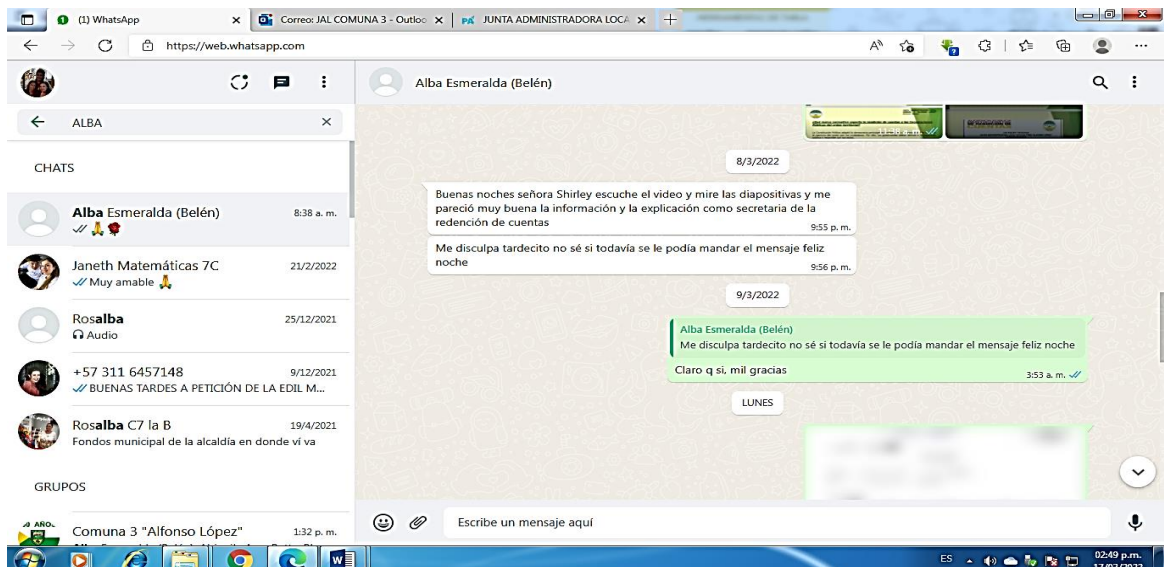 (1) WhatsApp
Correo: JAL COMUNA 3 - Outloo
JUNTA ADMINISTRADORA LOCA
https://web.whatsapp.com
Alba Esmeralda (Belén)
ALBA
CHATS
Alba Esmeralda (Belén)
8:38 a. m.
Janeth Matemáticas 7C
21/2/2022
Muy amable
Rosalba
25/12/2021
Audio
+57 311 6457148
9/12/2021
BUENAS TARDES A PETICIÓN DE LA EDIL M...
Rosalba C7 la B
19/4/2021
Fondos municipal de la alcaldía en donde ví va
GRUPOS
Comuna 3 "Alfonso López"
1:32 p. m.
8/3/2022
Buenas noches señora Shirley escuche el video y mire las diapositivas y me
pareció muy buena la información y la explicación como secretaria de la
redención de cuentas
9:55 p. m.
Me disculpa tardecito no sé si todavía se le podía mandar el mensaje feliz
noche
9:56 p. m.
9/3/2022
Alba Esmeralda (Belén)
Me disculpa tardecito no sé si todavía se le podía mandar el mensaje feliz noche
Claro q si, mil gracias
3:53 a. m.
LUNES
Escribe un mensaje aquí
ES
02:49 p.m.
17/03/2022